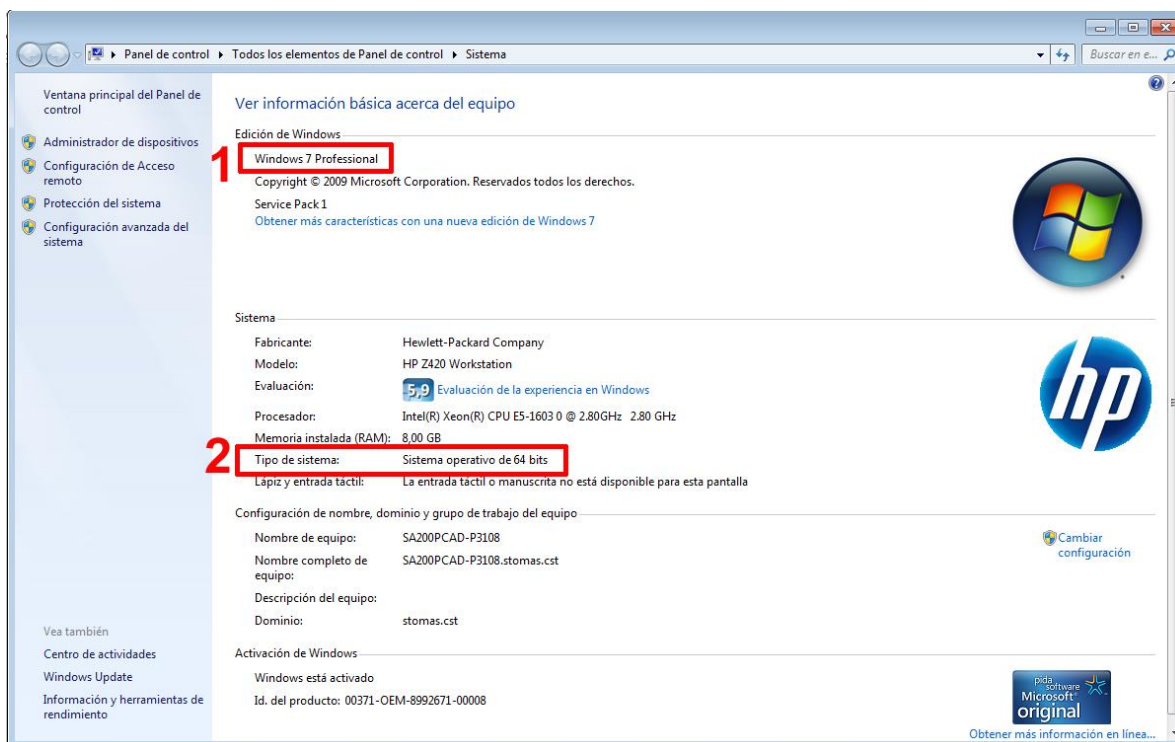 Panel de control ▸ Todos los elementos de Panel de control ▸ Sistema
Buscar en e...
Ventana principal del Panel de
control
Administrador de dispositivos
Configuración de Acceso
remoto
Protección del sistema
Configuración avanzada del
sistema
Vea también
Centro de actividades
Windows Update
Información y herramientas de
rendimiento
Ver información básica acerca del equipo
Edición de Windows
1
Windows 7 Professional
Copyright © 2009 Microsoft Corporation. Reservados todos los derechos.
Service Pack 1
Obtener más características con una nueva edición de Windows 7
Sistema
Fabricante: Hewlett-Packard Company
Modelo: HP Z420 Workstation
Evaluación: 5,9 Evaluación de la experiencia en Windows
Procesador: Intel(R) Xeon(R) CPU E5-1603 0 @ 2.80GHz 2.80 GHz
Memoria instalada (RAM): 8,00 GB
2
Tipo de sistema: Sistema operativo de 64 bits
Lápiz y entrada táctil: La entrada táctil o manuscrita no está disponible para esta pantalla
hp
Configuración de nombre, dominio y grupo de trabajo del equipo
Nombre de equipo: SA200PCAD-P3108
Cambiar
configuración
Nombre completo de SA200PCAD-P3108.stomas.cst
equipo:
Descripción del equipo:
Dominio: stomas.cst
Activación de Windows
Windows está activado
Id. del producto: 00371-OEM-8992671-00008
pida
software
Microsoft
original
Obtener más información en línea...